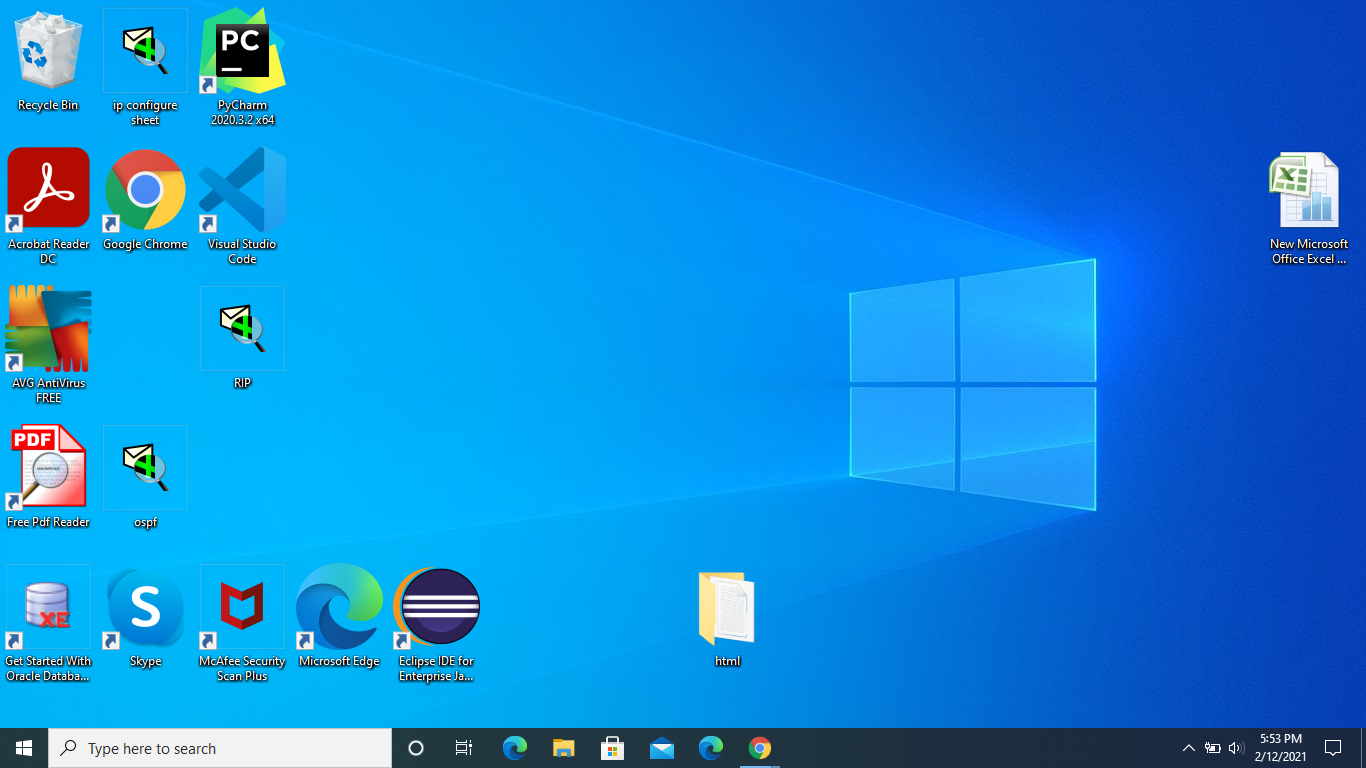 Recycle Bin
ip configure
sheet
PC
PyCharm
2020.3.2 x64
Acrobat Reader
DC
Google Chrome
Visual Studio
Code
New Microsoft
Office Excel ...
AVG AntiVirus
FREE
RIP
PDF
Free Pdf Reader
ospf
XE
Get Started With
Oracle Databa...
S
Skype
McAfee Security
Scan Plus
Microsoft Edge
Eclipse IDE for
Enterprise Ja...
html
Type here to search
5:53 PM
2/12/2021